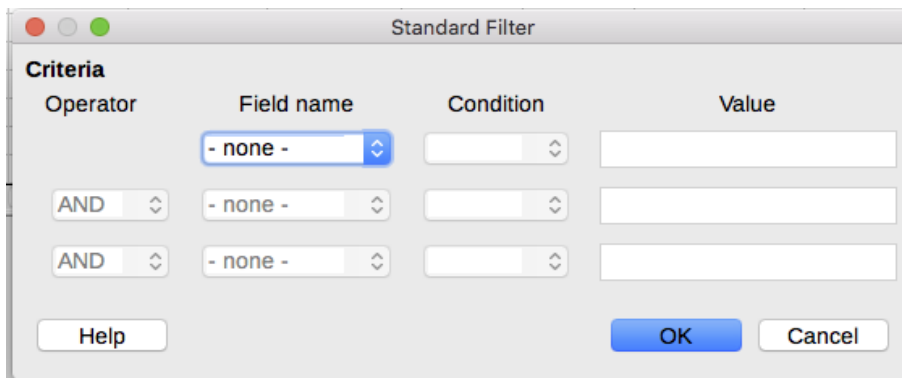 Standard Filter
Criteria
Operator Field name Condition Value
- none -
AND - none -
AND - none -
Help OK Cancel